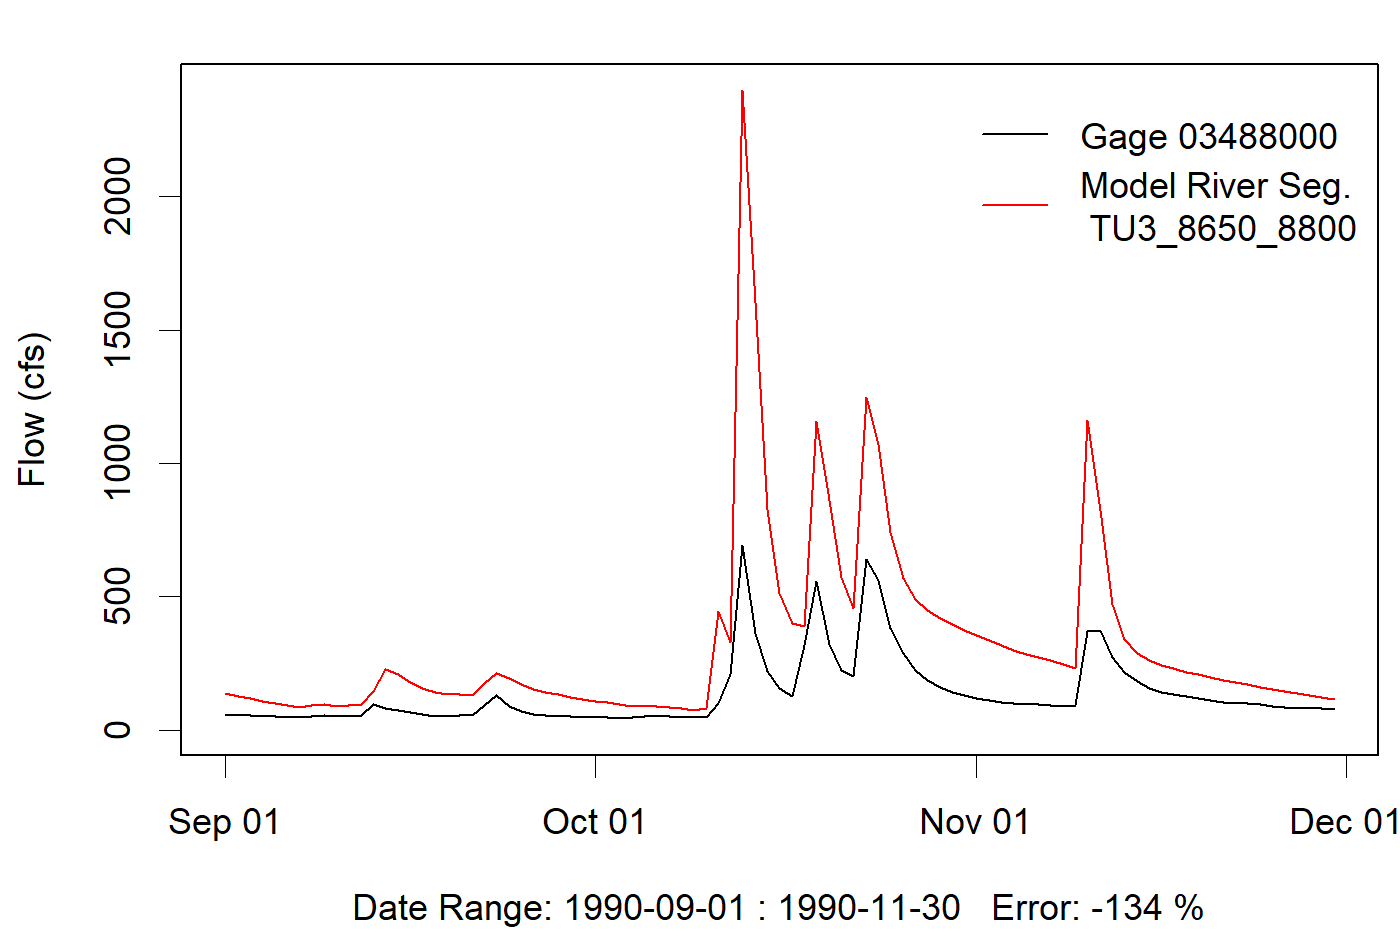 Gage 03488000
Model River Seg.
TU3_8650_8800
Flow (cfs)
2000
1500
1000
500
0
Sep 01
Oct 01
Nov 01
Dec 01
Date Range: 1990-09-01 : 1990-11-30   Error: -134 %